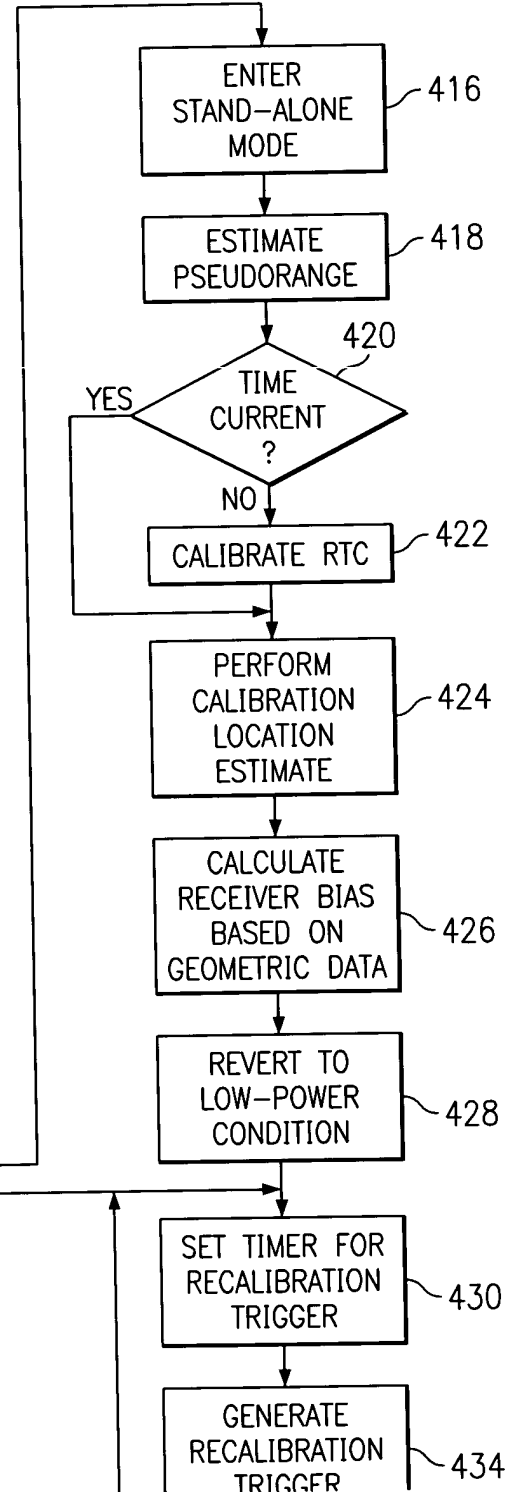 ENTER
STAND-ALONE
MODE
416
ESTIMATE
PSEUDORANGE
418
420
TIME
CURRENT
?
YES
NO
CALIBRATE RTC
422
PERFORM
CALIBRATION
LOCATION
ESTIMATE
424
CALCULATE
RECEIVER BIAS
BASED ON
GEOMETRIC DATA
426
REVERT TO
LOW-POWER
CONDITION
428
SET TIMER FOR
RECALIBRATION
TRIGGER
430
GENERATE
RECALIBRATION
TRIGGER
434